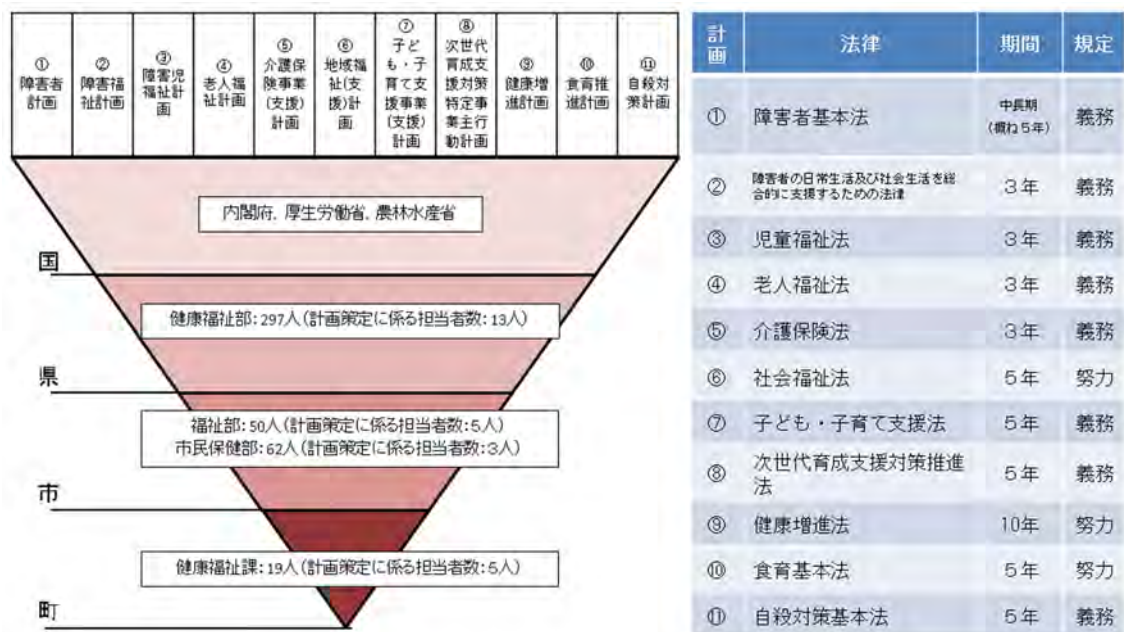 ①
障害者
計画
②
障害福
祉計画
③
障害児
福祉計
画
④
老人福
祉計画
⑤
介護保
険事業
(支援)
計画
⑥
地域福
祉(支
援)計
画
⑦
子ど
も・子
育て支
援事業
(支援)
計画
⑧
次世代
育成支
援対策
特定事
業主行
動計画
⑨
健康増
進計画
⑩
食育推
進計画
⑪
自殺対
策計画
内閣府、厚生労働省、農林水産省
国
健康福祉部:297人(計画策定に係る担当者数:13人)
県
福祉部:50人(計画策定に係る担当者数:5人)
市民保健部:62人(計画策定に係る担当者数:3人)
市
健康福祉課:19人(計画策定に係る担当者数:5人)
町
計画 法律 期間 規定
① 障害者基本法 中長期(概ね5年) 義務
② 障害者の日常生活及び社会生活を総
合的に支援するための法律 3年 義務
③ 児童福祉法 3年 義務
④ 老人福祉法 3年 義務
⑤ 介護保険法 3年 義務
⑥ 社会福祉法 5年 努力
⑦ 子ども・子育て支援法 5年 義務
⑧ 次世代育成支援対策推進
法 5年 義務
⑨ 健康増進法 10年 努力
⑩ 食育基本法 5年 努力
⑪ 自殺対策基本法 5年 義務